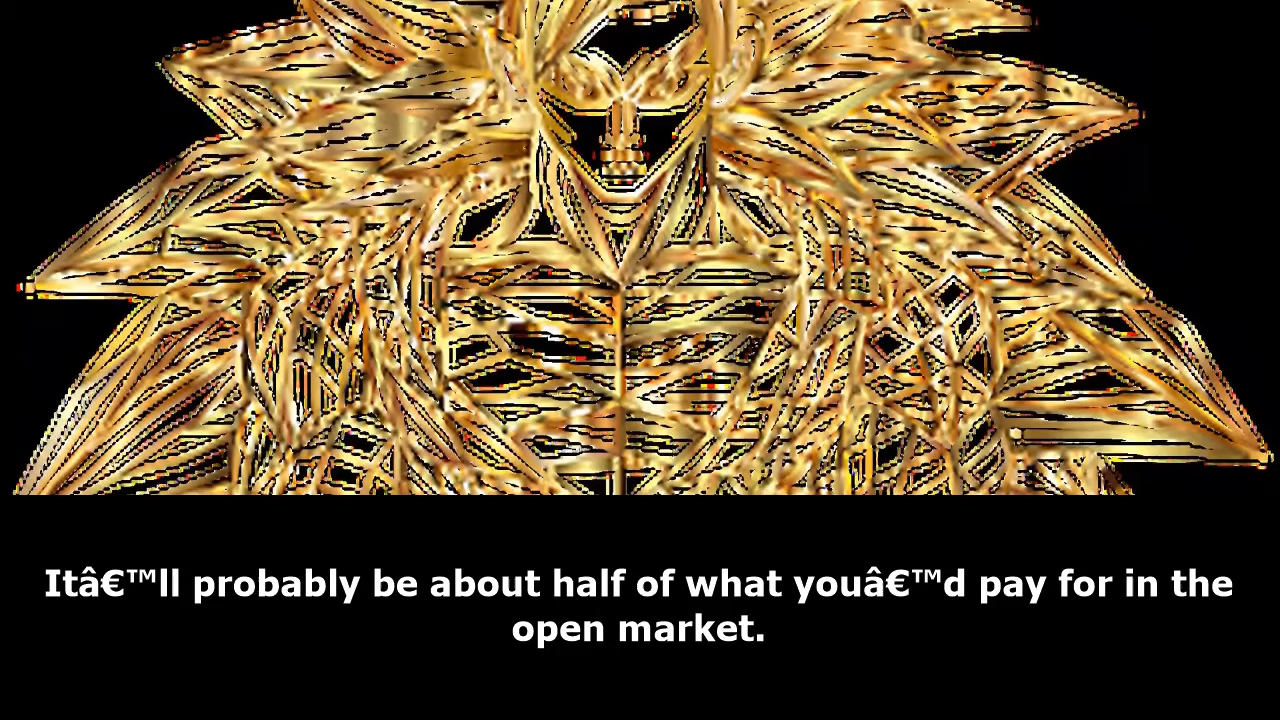 Itâ€™ll probably be about half of what youâ€™d pay for in the
open market.